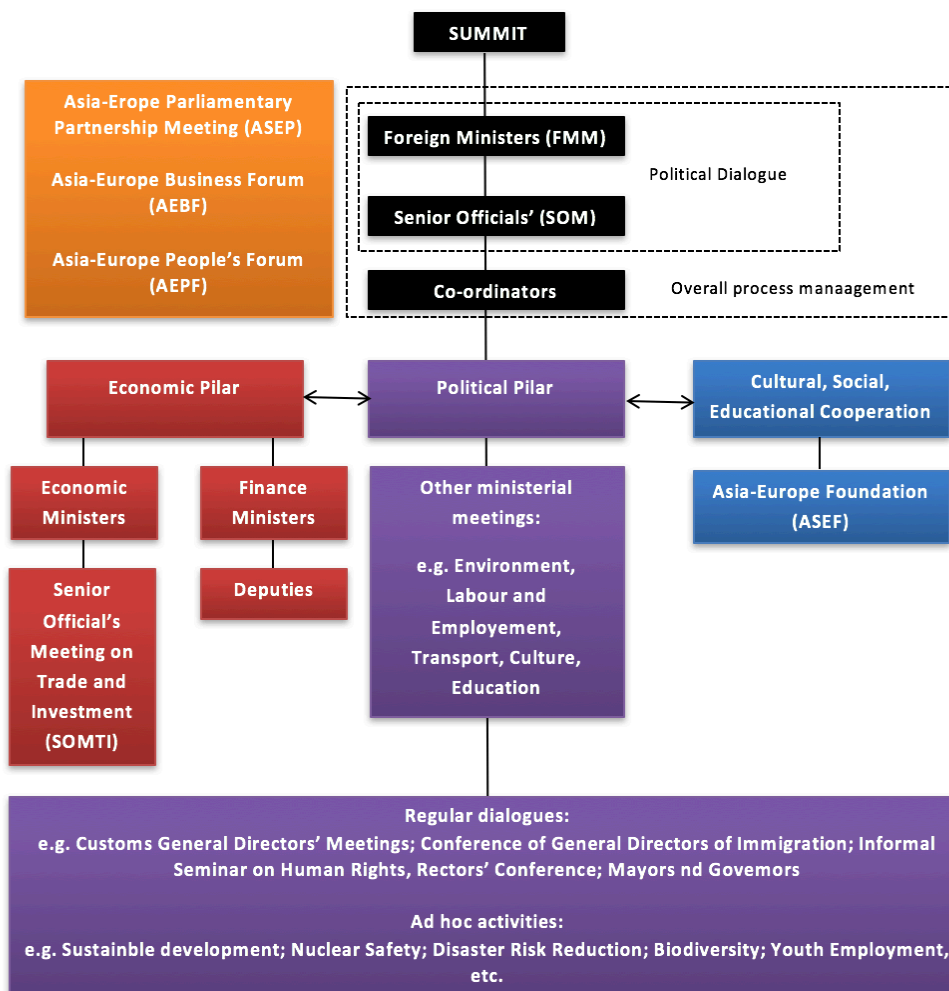 SUMMIT
Asia-Erope Parliamentary
Partnership Meeting (ASEP)
Asia-Europe Business Forum
(AEBF)
Asia-Europe People’s Forum
(AEPF)
Foreign Ministers (FMM)
Political Dialogue
Senior Officials’ (SOM)
Co-ordinators
Overall process manaagement
Economic Pilar
Political Pilar
Cultural, Social,
Educational Cooperation
Economic
Ministers
Finance
Ministers
Other ministerial
meetings:
e.g. Environment,
Labour and
Employement,
Transport, Culture,
Education
Asia-Europe Foundation
(ASEF)
Senior
Official’s
Meeting on
Trade and
Investment
(SOMTI)
Deputies
Regular dialogues:
e.g. Customs General Directors’ Meetings; Conference of General Directors of Immigration; Informal
Seminar on Human Rights, Rectors’ Conference; Mayors nd Govemors
Ad hoc activities:
e.g. Sustainble development; Nuclear Safety; Disaster Risk Reduction; Biodiversity; Youth Employment,
etc.